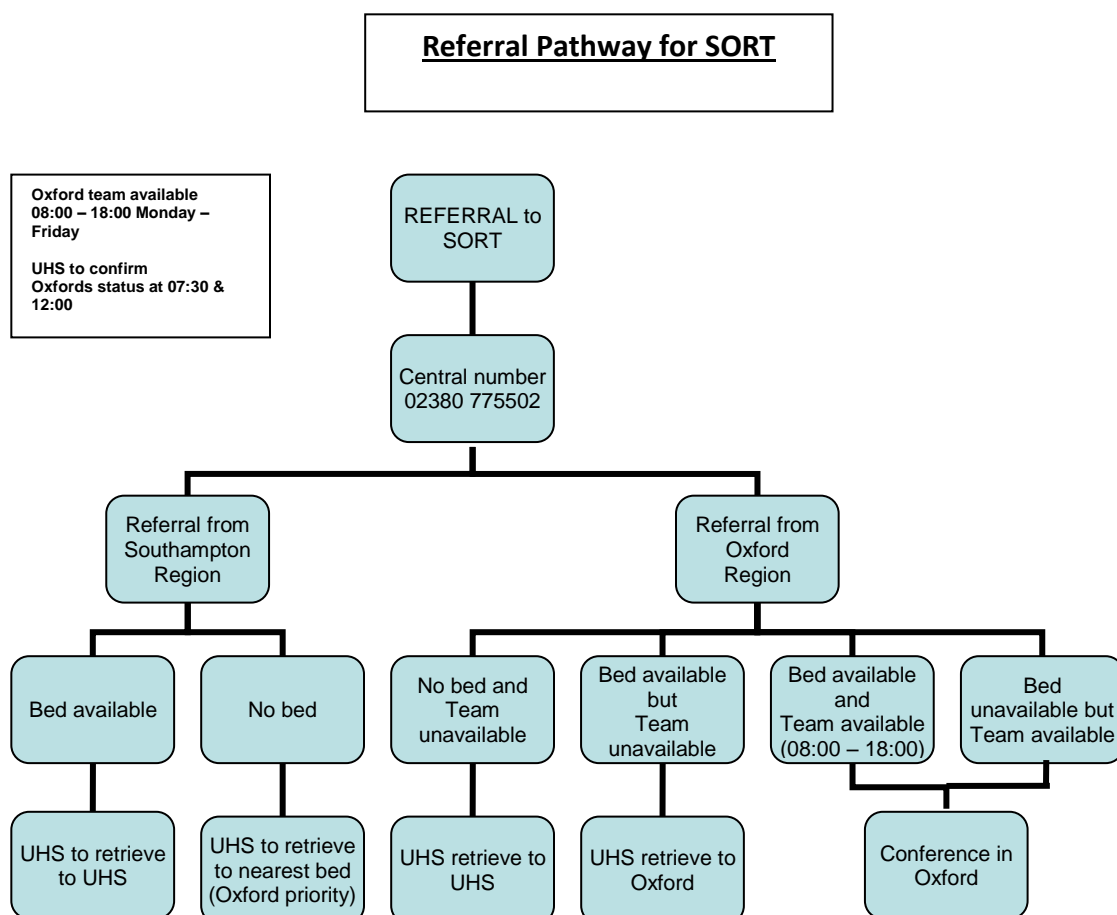 Referral Pathway for SORT
Oxford team available
08:00 – 18:00 Monday –
Friday
UHS to confirm
Oxfords status at 07:30 &
12:00
REFERRAL to
SORT
Central number
02380 775502
Referral from
Southampton
Region
Referral from
Oxford
Region
Bed available
No bed
No bed and
Team
unavailable
Bed available
but
Team
unavailable
Bed available
and
Team available
(08:00 – 18:00)
Bed
unavailable but
Team available
UHS to retrieve
to UHS
UHS to retrieve
to nearest bed
(Oxford priority)
UHS retrieve to
UHS
UHS retrieve to
Oxford
Conference in
Oxford